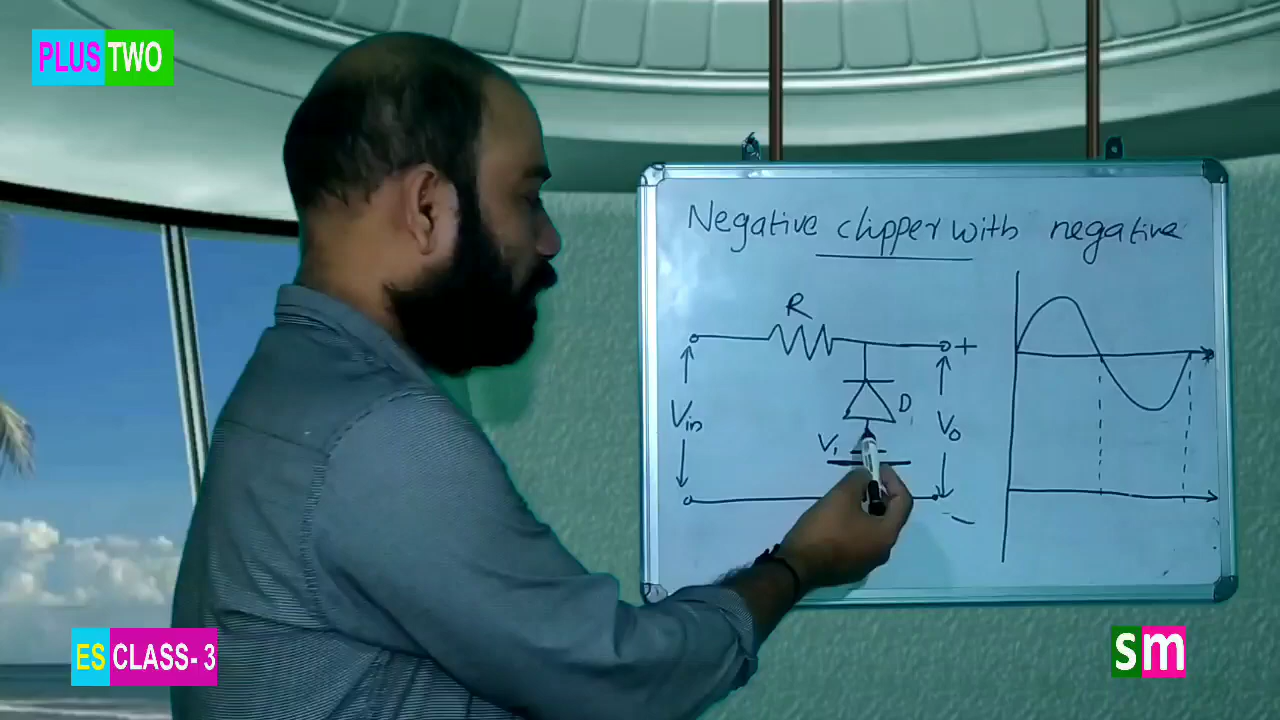 PLUS TWO
Negative clipper with negative
R
+
D
Vin
V1
Vo
-
ES CLASS- 3
sm